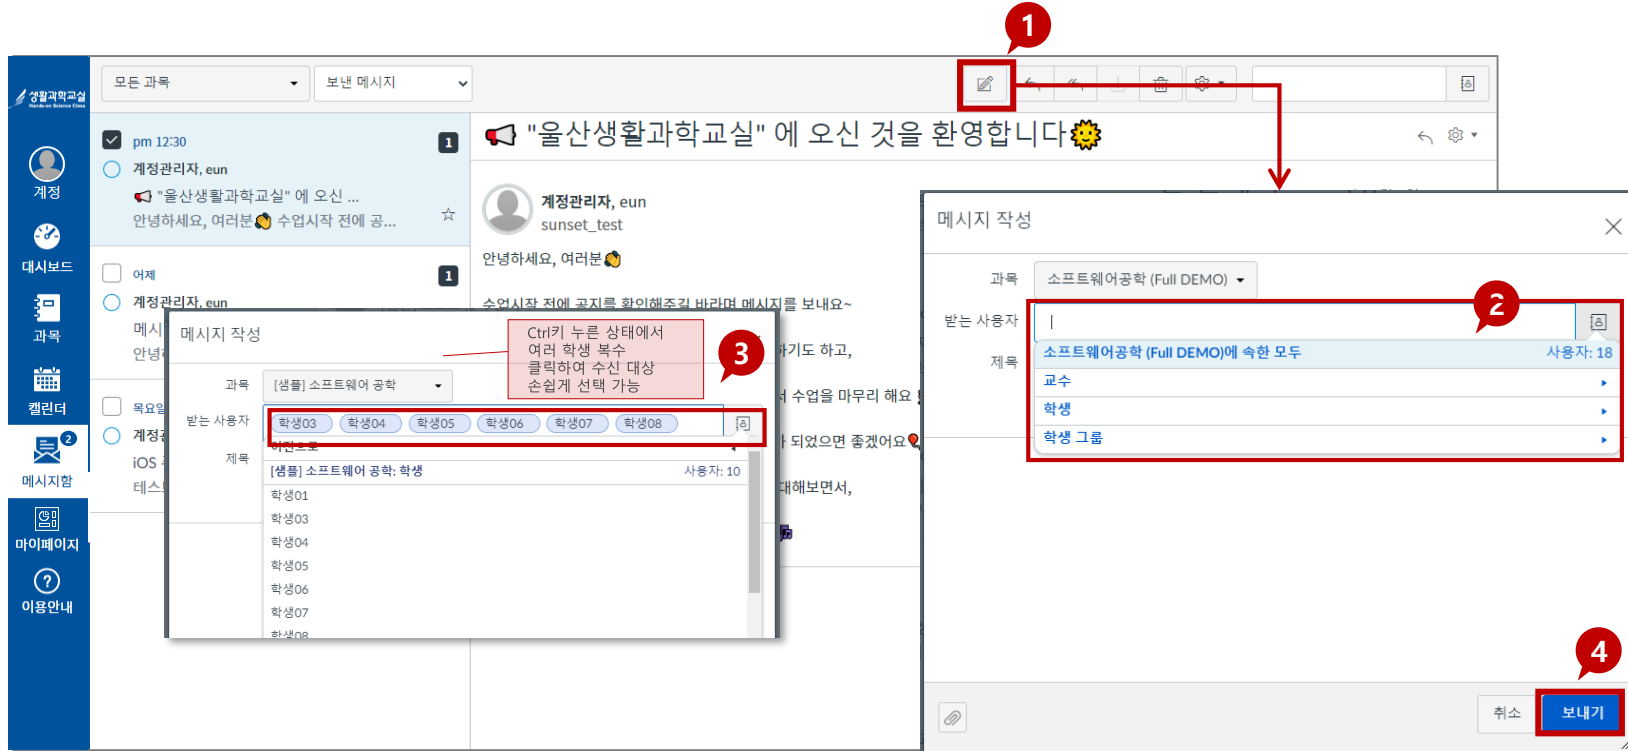 1
생활과학교실
Hands-on Science Class
계정
대시보드
과목
캘린더
2
메시지함
마이페이지
이용안내
모든 과목
보낸 메시지
pm 12:30
1
계정관리자, eun
📢 "울산생활과학교실" 에 오신 ...
안녕하세요, 여러분👏 수업시작 전에 공...
어제
1
계정관리자, eun
메시
안녕
목요일
계정
iOS
테스
📢 "울산생활과학교실" 에 오신 것을 환영합니다🌞
계정관리자, eun
sunset_test
안녕하세요, 여러분👏
수업시작 전에 공지를 확인해주길 바라며 메시지를 보내요~
하기도 하고,
서 수업을 마무리 해요
되었으면 좋겠어요🎈
대해보면서,
메시지 작성
Ctrl키 누른 상태에서
여러 학생 복수
클릭하여 수신 대상
손쉽게 선택 가능
3
과목
[샘플] 소프트웨어 공학
받는 사용자
학생03 학생04 학생05 학생06 학생07 학생08
제목
이전으로
[샘플] 소프트웨어 공학: 학생
사용자: 10
학생01
학생03
학생04
학생05
학생06
학생07
학생08
메시지 작성
과목
소프트웨어공학 (Full DEMO)
2
받는 사용자
제목
소프트웨어공학 (Full DEMO)에 속한 모두
사용자: 18
교수
학생
학생 그룹
4
취소
보내기